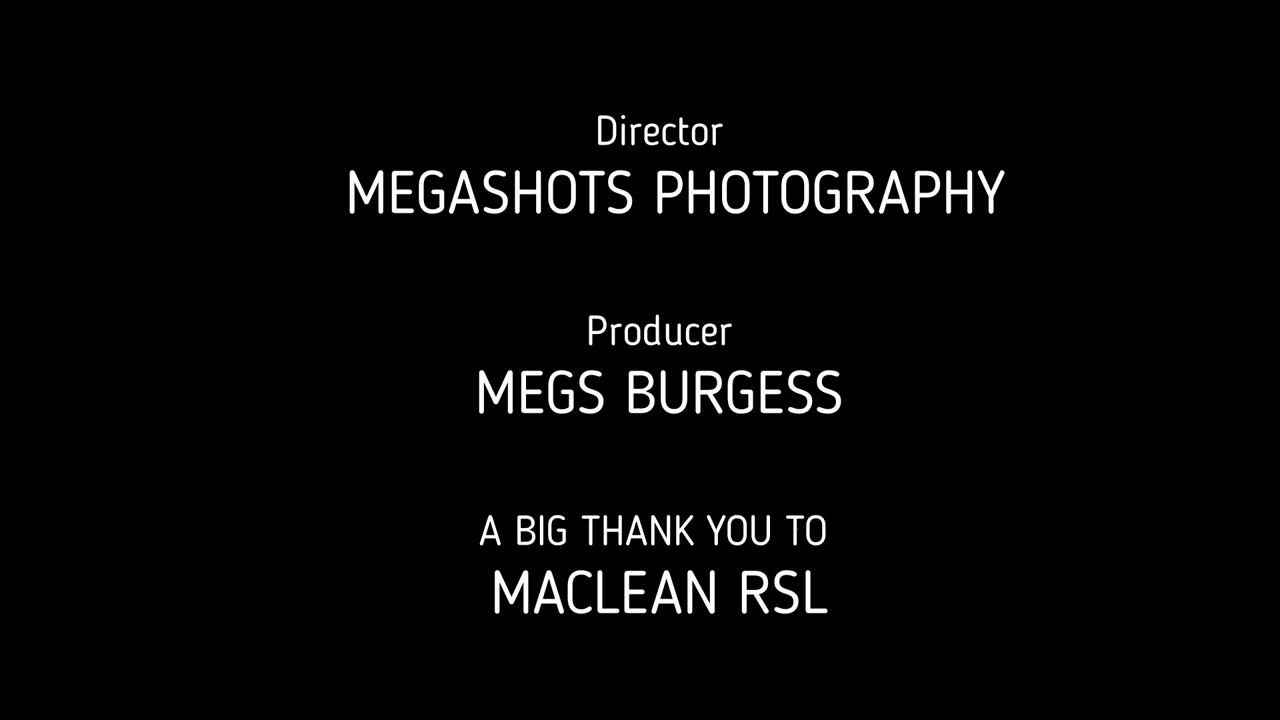 Director
MEGASHOTS PHOTOGRAPHY
Producer
MEGS BURGESS
A BIG THANK YOU TO
MACLEAN RSL